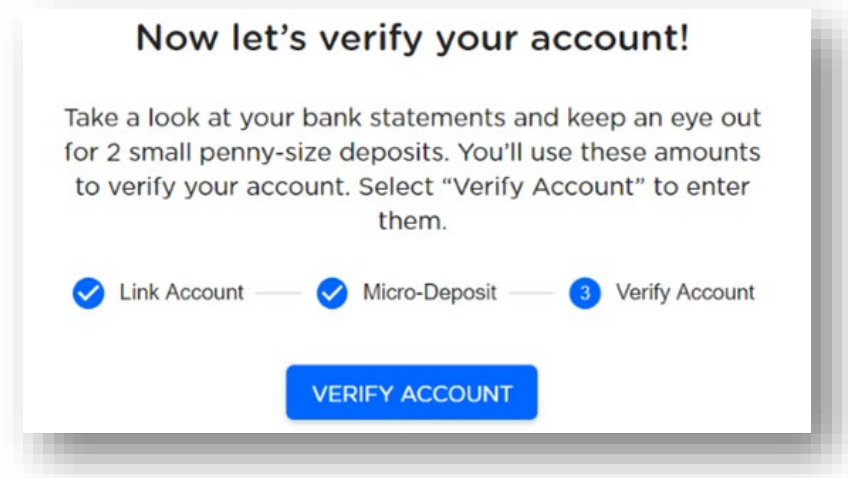 Now let's verify your account!
Take a look at your bank statements and keep an eye out
for 2 small penny-size deposits. You'll use these amounts
to verify your account. Select “Verify Account” to enter
them.
Link Account Micro-Deposit 3 Verify Account
VERIFY ACCOUNT